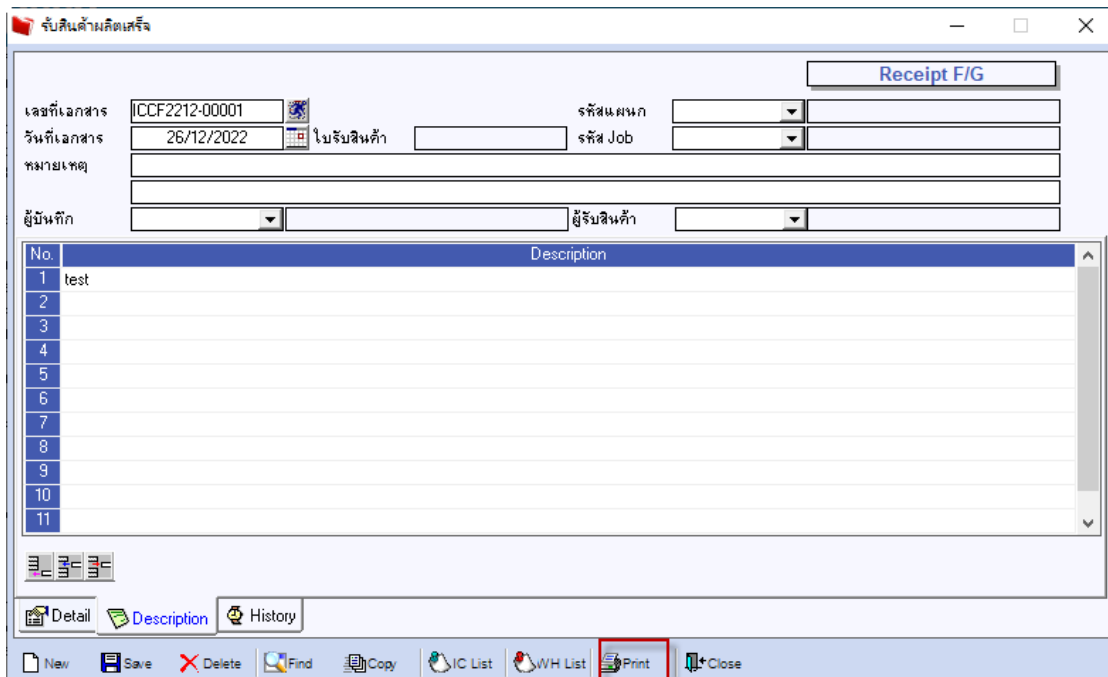 รับสินค้าผลิตเสร็จ
Receipt F/G
เลขที่เอกสาร ICCF2212-00001 รหัสแผนก
วันที่เอกสาร 26/12/2022 ใบรับสินค้า รหัส Job
หมายเหตุ
ผู้บันทึก ผู้รับสินค้า
No. Description
1 test
2
3
4
5
6
7
8
9
10
11
Detail Description History
New Save Delete Find Copy IC List WH List Print Close